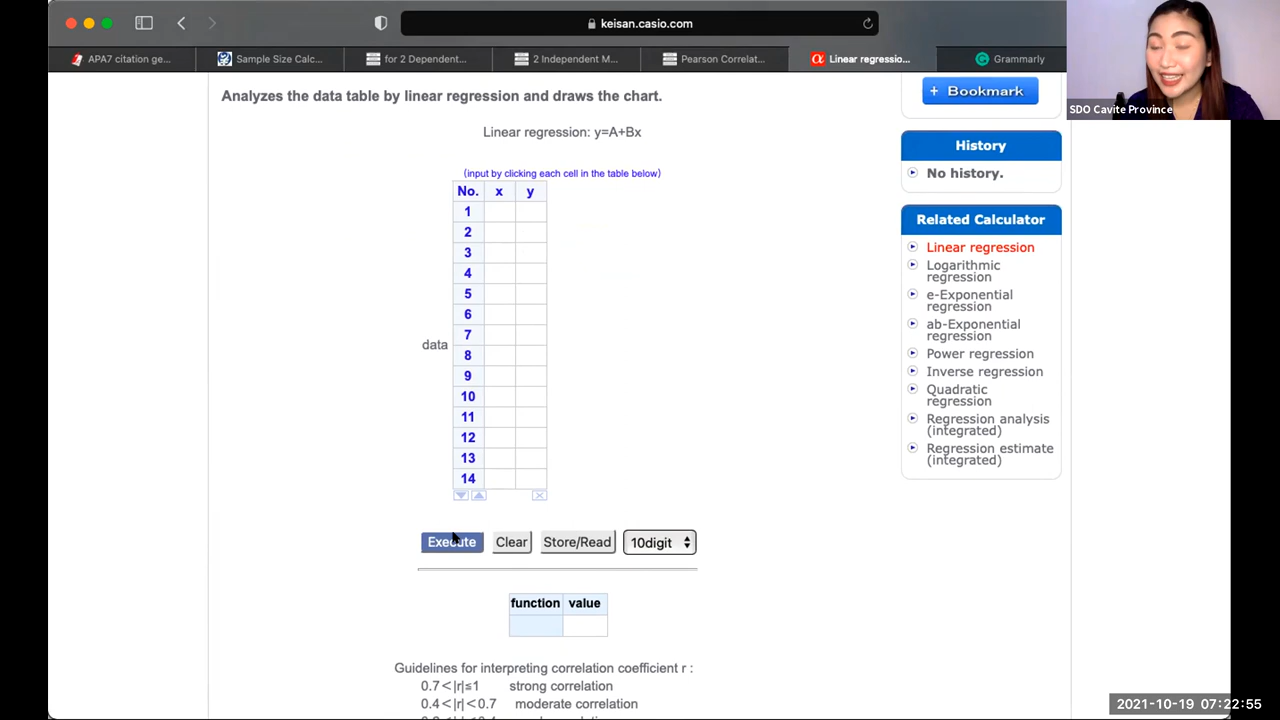 keisan.casio.com
APA7 citation ge...
Sample Size Calc...
for 2 Dependent...
2 Independent M...
Pearson Correlat...
Linear regressio...
Grammarly
SDO Cavite Province
Analyzes the data table by linear regression and draws the chart.
Linear regression: y=A+Bx
(input by clicking each cell in the table below)
No. x y
1
2
3
4
5
6
7
data
8
9
10
11
12
13
14
Execute Clear Store/Read 10digit
function value
Guidelines for interpreting correlation coefficient r :
0.7<|r|≦1 strong correlation
0.4<|r|<0.7 moderate correlation
+ Bookmark
History
No history.
Related Calculator
Linear regression
Logarithmic
regression
e-Exponential
regression
ab-Exponential
regression
Power regression
Inverse regression
Quadratic
regression
Regression analysis
(integrated)
Regression estimate
(integrated)
2021-10-19 07:22:55